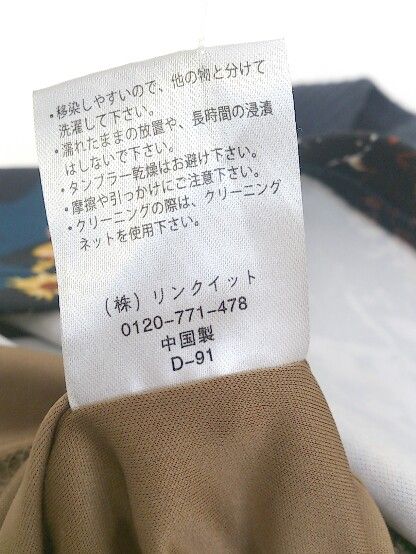 ・移染しやすいので、他の物と分けて
洗濯して下さい。
・濡れたままの放置や、長時間の浸漬
はしないで下さい。
・タンブラー乾燥はお避け下さい。
・摩擦や引っかけにご注意下さい。
・クリーニングの際は、クリーニング
ネットを使用下さい。
(株)リンクイット
0120-771-478
中国製
D-91